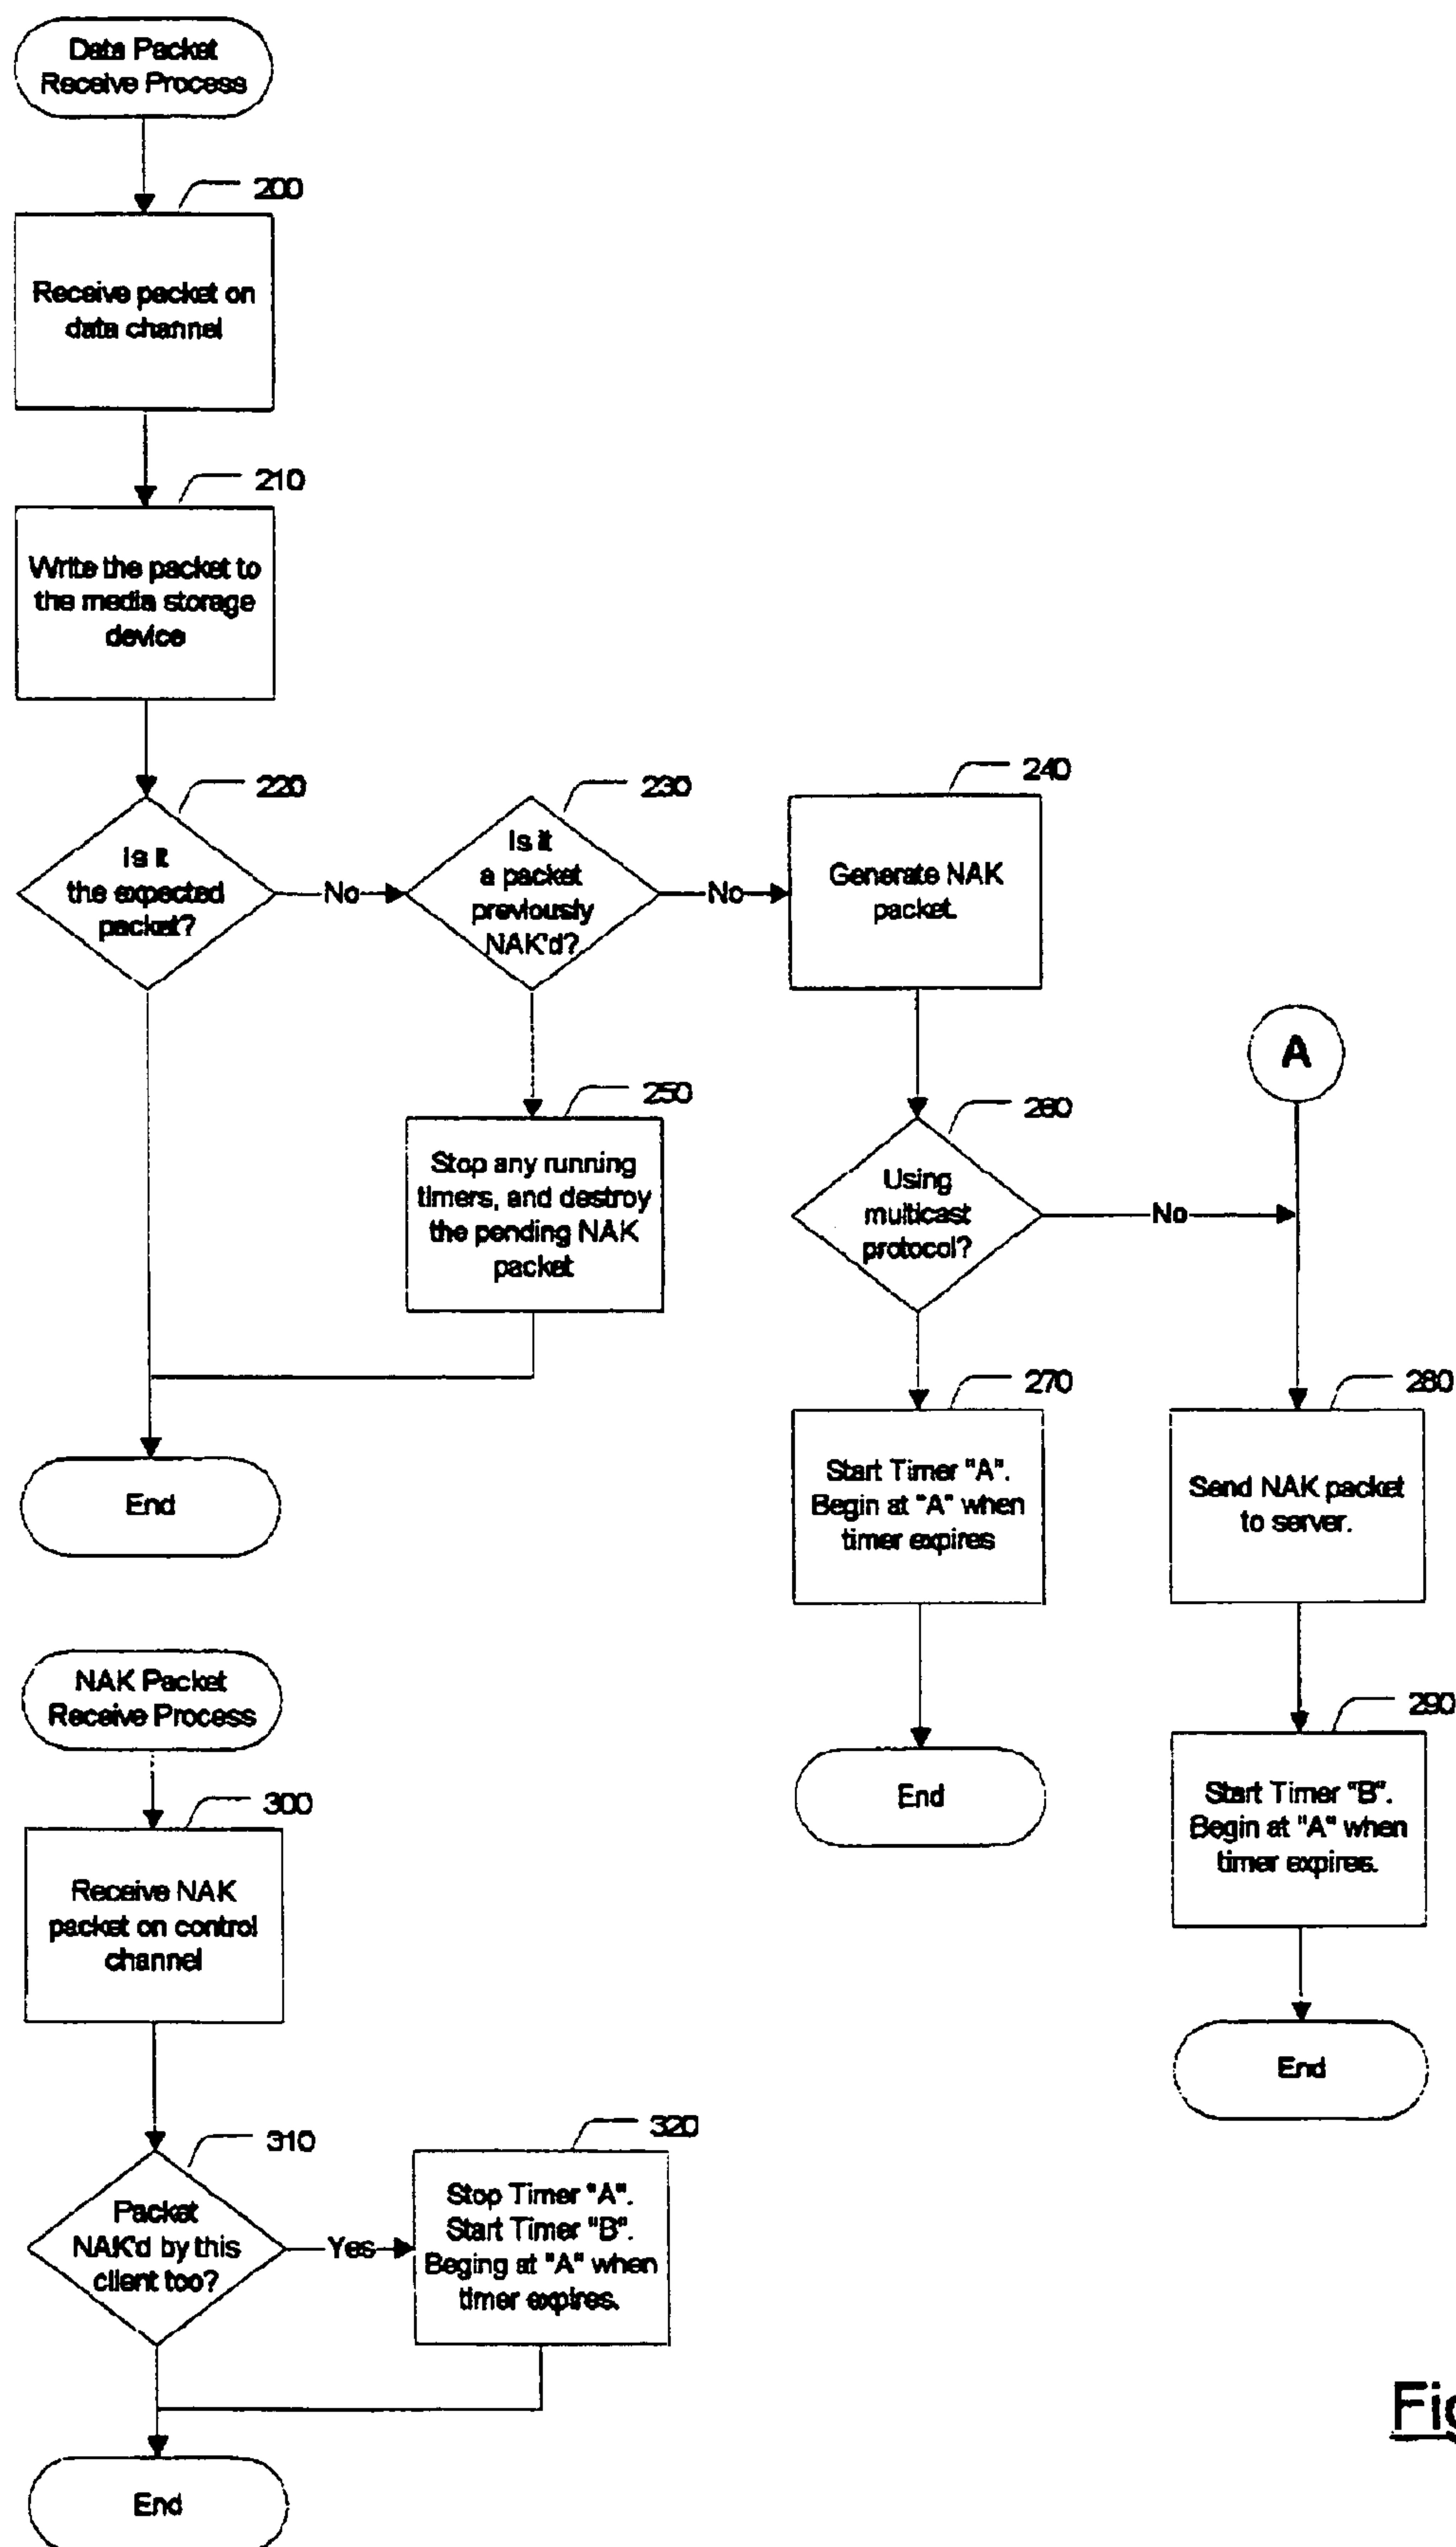 Data Packet
Receive Process
200
Receive packet on
data channel
210
Write the packet to
the media storage
device
220
Is it
the expected
packet?
No
230
Is it
a packet
previously
NAK'd?
No
240
Generate NAK
packet.
250
Stop any running
timers, and destroy
the pending NAK
packet
End
260
Using
multicast
protocol?
No
A
270
Start Timer "A".
Begin at "A" when
timer expires
End
280
Send NAK packet
to server.
290
Start Timer "B".
Begin at "A" when
timer expires.
End
NAK Packet
Receive Process
300
Receive NAK
packet on control
channel
310
Packet
NAK'd by this
client too?
Yes
320
Stop Timer "A".
Start Timer "B".
Beging at "A" when
timer expires.
End